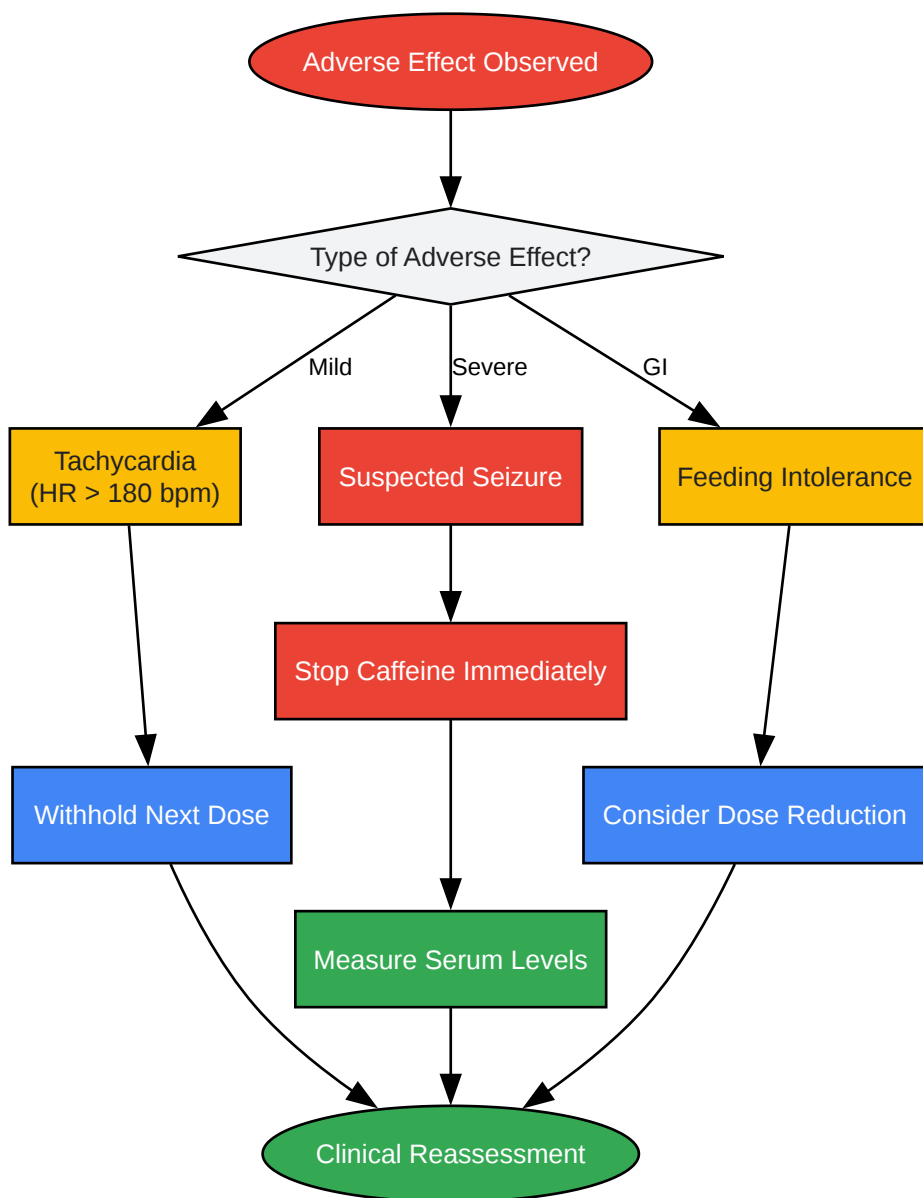 Adverse Effect Observed
Type of Adverse Effect?
Mild
Severe
GI
Tachycardia
(HR > 180 bpm)
Suspected Seizure
Feeding Intolerance
Stop Caffeine Immediately
Withhold Next Dose
Consider Dose Reduction
Measure Serum Levels
Clinical Reassessment